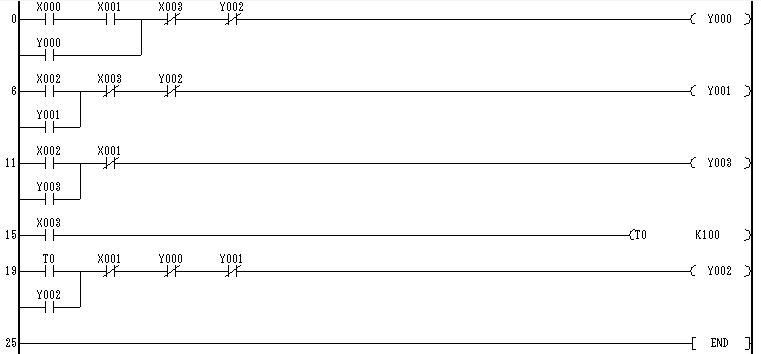 X000 X001 X003 Y002
0 Y000
Y000
X002 X003 Y002
6 Y001
Y001
X002 X001
11 Y003
Y003
X003
15 T0 K100
T0 X001 Y000 Y001
19 Y002
Y002
25 END